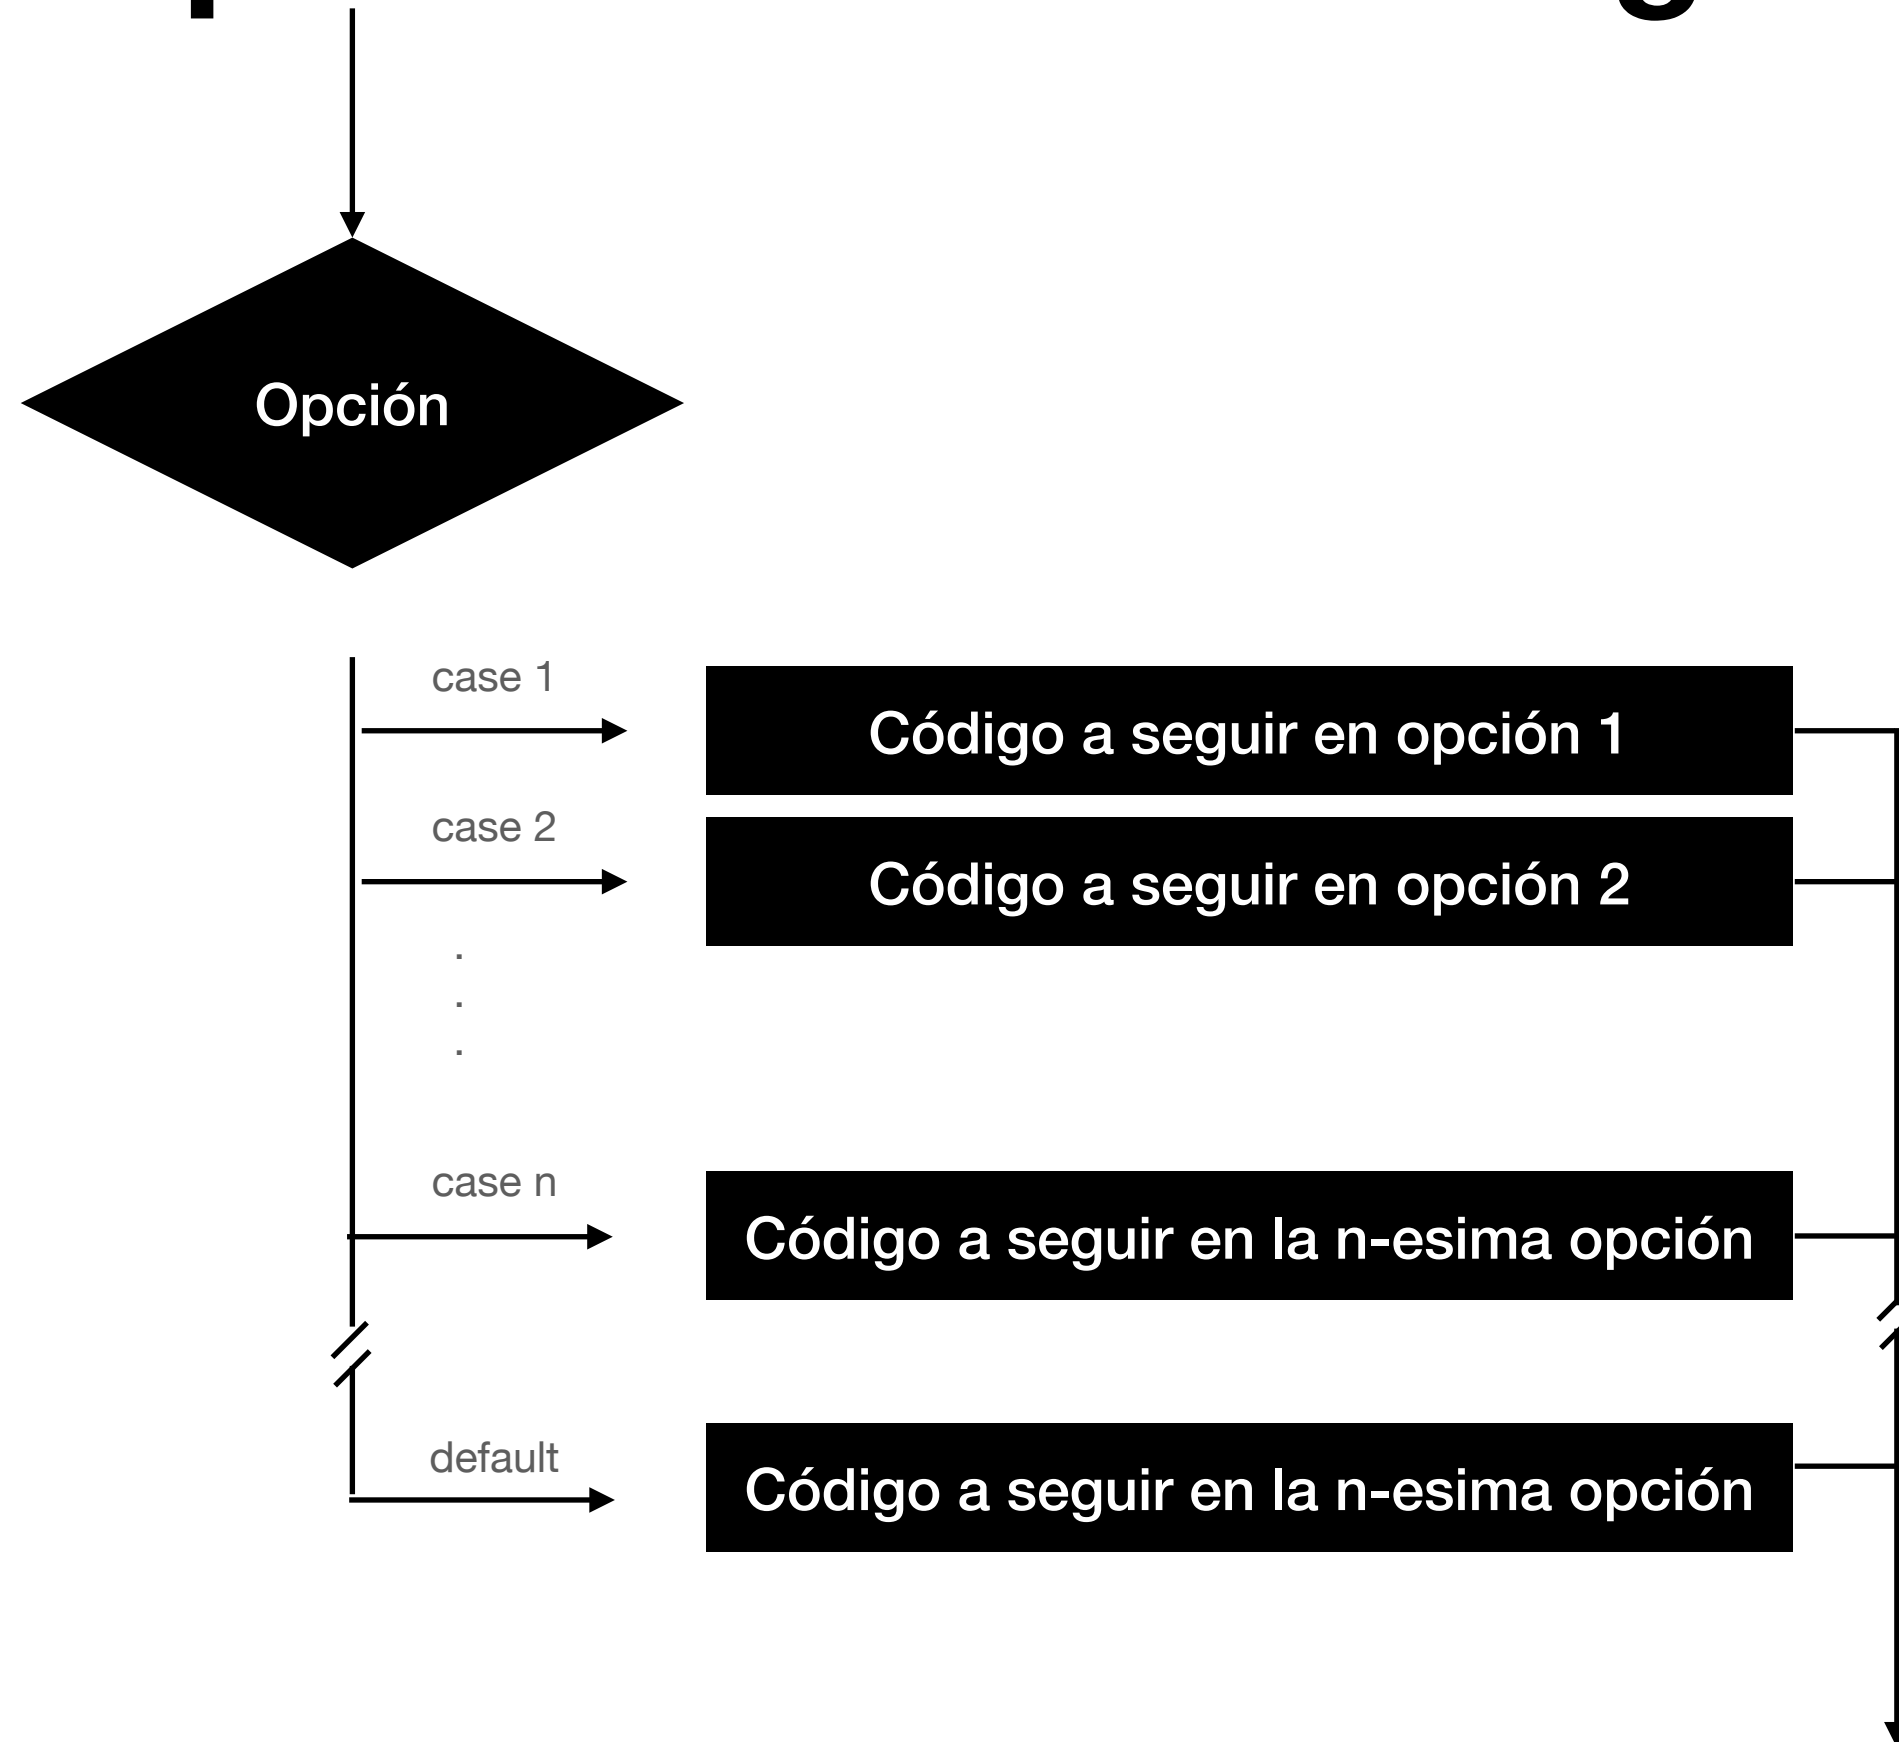 Opción
case 1
Código a seguir en opción 1
case 2
Código a seguir en opción 2
.
.
.
case n
Código a seguir en la n-esima opción
default
Código a seguir en la n-esima opción